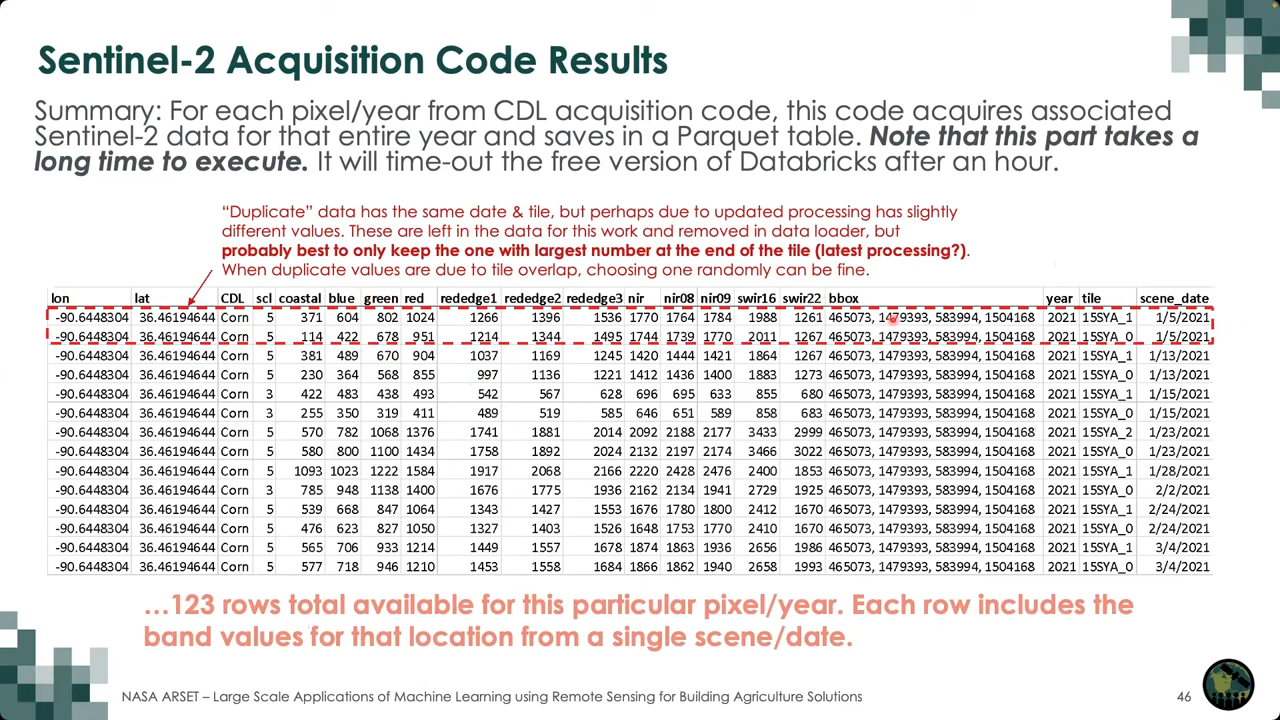 Sentinel-2 Acquisition Code Results
Summary: For each pixel/year from CDL acquisition code, this code acquires associated
Sentinel-2 data for that entire year and saves in a Parquet table. Note that this part takes a
long time to execute. It will time-out the free version of Databricks after an hour.
“Duplicate” data has the same date & tile, but perhaps due to updated processing has slightly
different values. These are left in the data for this work and removed in data loader, but
probably best to only keep the one with largest number at the end of the tile (latest processing?).
When duplicate values are due to tile overlap, choosing one randomly can be fine.
lon lat CDL scl coastal blue green red rededge1 rededge2 rededge3 nir nir08 nir09 swir16 swir22 bbox year tile scene_date
-90.6448304 36.46194644 Corn 5 371 604 802 1024 1266 1396 1536 1770 1764 1784 1988 1261 465073, 1479393, 583994, 1504168 2021 15SYA_1 1/5/2021
-90.6448304 36.46194644 Corn 5 114 422 678 951 1214 1344 1495 1744 1739 1770 2011 1267 465073, 1479393, 583994, 1504168 2021 15SYA_0 1/5/2021
-90.6448304 36.46194644 Corn 5 381 489 670 904 1037 1169 1245 1420 1444 1421 1864 1267 465073, 1479393, 583994, 1504168 2021 15SYA_1 1/13/2021
-90.6448304 36.46194644 Corn 5 230 364 568 855 997 1136 1221 1412 1436 1400 1883 1273 465073, 1479393, 583994, 1504168 2021 15SYA_0 1/13/2021
-90.6448304 36.46194644 Corn 3 422 483 438 493 542 567 628 696 695 633 855 680 465073, 1479393, 583994, 1504168 2021 15SYA_1 1/15/2021
-90.6448304 36.46194644 Corn 3 255 350 319 411 489 519 585 646 651 589 858 683 465073, 1479393, 583994, 1504168 2021 15SYA_0 1/15/2021
-90.6448304 36.46194644 Corn 5 570 782 1068 1376 1741 1881 2014 2092 2188 2177 3433 2999 465073, 1479393, 583994, 1504168 2021 15SYA_2 1/23/2021
-90.6448304 36.46194644 Corn 5 580 800 1100 1434 1758 1892 2024 2132 2197 2174 3466 3022 465073, 1479393, 583994, 1504168 2021 15SYA_0 1/23/2021
-90.6448304 36.46194644 Corn 5 1093 1023 1222 1584 1917 2068 2166 2220 2428 2476 2400 1853 465073, 1479393, 583994, 1504168 2021 15SYA_1 1/28/2021
-90.6448304 36.46194644 Corn 3 785 948 1138 1400 1676 1775 1936 2162 2134 1941 2729 1925 465073, 1479393, 583994, 1504168 2021 15SYA_0 2/2/2021
-90.6448304 36.46194644 Corn 5 539 668 847 1064 1343 1427 1553 1676 1780 1800 2412 1670 465073, 1479393, 583994, 1504168 2021 15SYA_1 2/24/2021
-90.6448304 36.46194644 Corn 5 476 623 827 1050 1327 1403 1526 1648 1753 1770 2410 1670 465073, 1479393, 583994, 1504168 2021 15SYA_0 2/24/2021
-90.6448304 36.46194644 Corn 5 565 706 933 1214 1449 1557 1678 1874 1863 1936 2656 1986 465073, 1479393, 583994, 1504168 2021 15SYA_1 3/4/2021
-90.6448304 36.46194644 Corn 5 577 718 946 1210 1453 1558 1684 1866 1862 1940 2658 1993 465073, 1479393, 583994, 1504168 2021 15SYA_0 3/4/2021
…123 rows total available for this particular pixel/year. Each row includes the
band values for that location from a single scene/date.
NASA ARSET – Large Scale Applications of Machine Learning using Remote Sensing for Building Agriculture Solutions 46